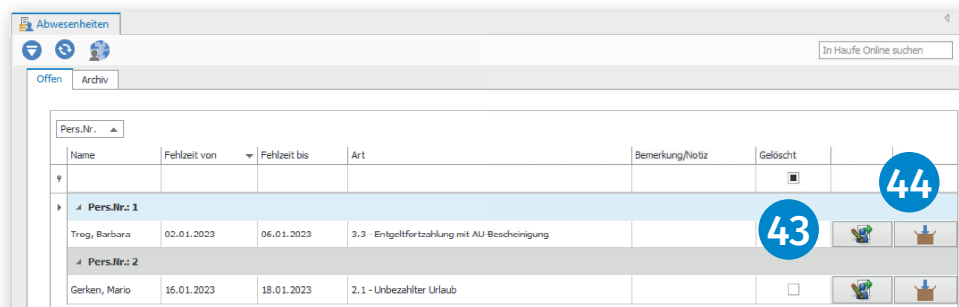 Abwesenheiten
In Haufe Online suchen
Offen Archiv
Pers.Nr.
Name Fehlzeit von Fehlzeit bis Art Bemerkung/Notiz Gelöscht
44
Pers.Nr.: 1
Trog, Barbara 02.01.2023 06.01.2023 3.3 - Entgeltfortzahlung mit AU-Bescheinigung
43
Pers.Nr.: 2
Gerken, Mario 16.01.2023 18.01.2023 2.1 - Unbezahlter Urlaub